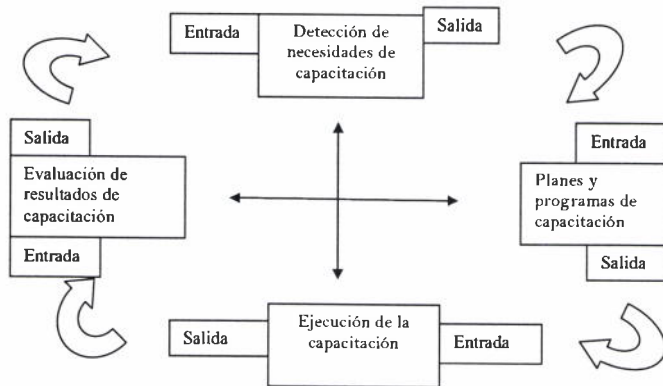 Entrada
Detección de
necesidades de
capacitación
Salida
Salida
Evaluación de
resultados de
capacitación
Entrada
Entrada
Planes y
programas de
capacitación
Salida
Salida
Ejecución de la
capacitación
Entrada